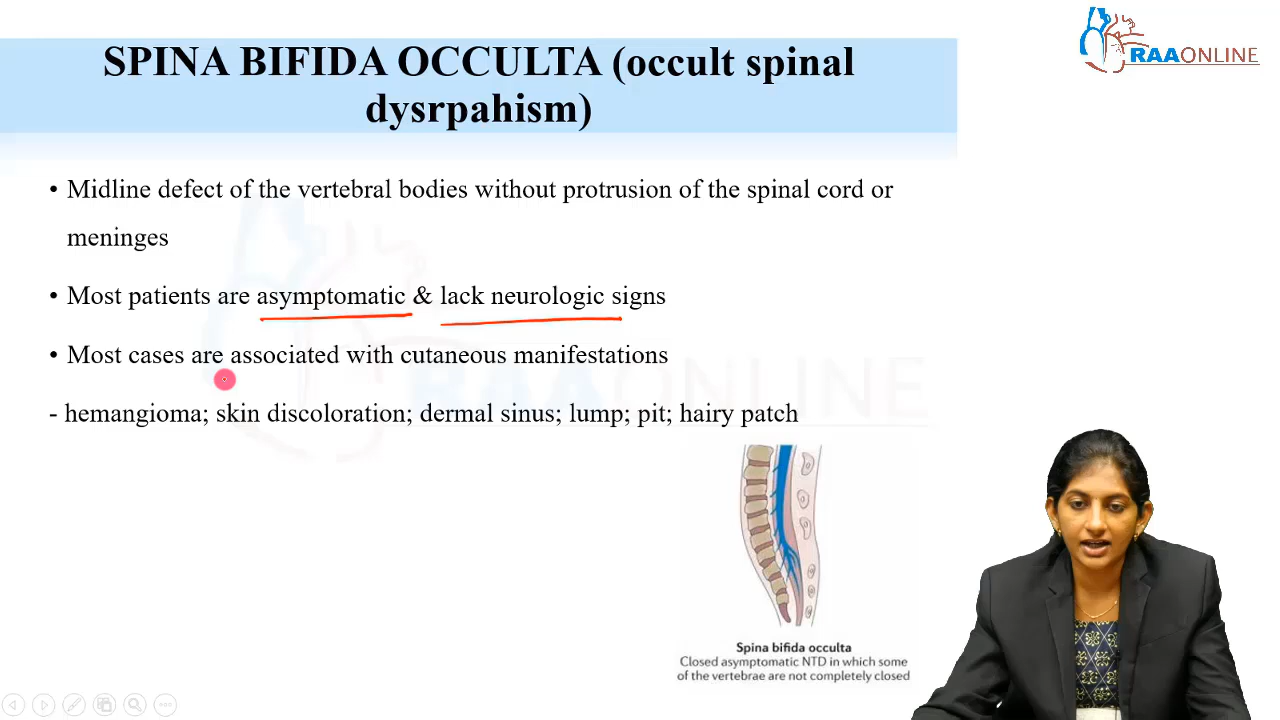 SPINA BIFIDA OCCULTA (occult spinal
dysrpahism)
RAAONLINE
• Midline defect of the vertebral bodies without protrusion of the spinal cord or
meninges
• Most patients are asymptomatic & lack neurologic signs
• Most cases are associated with cutaneous manifestations
- hemangioma; skin discoloration; dermal sinus; lump; pit; hairy patch
RAAONLINE
Spina bifida occulta
Closed asymptomatic NTD in which some
of the vertebrae are not completely closed